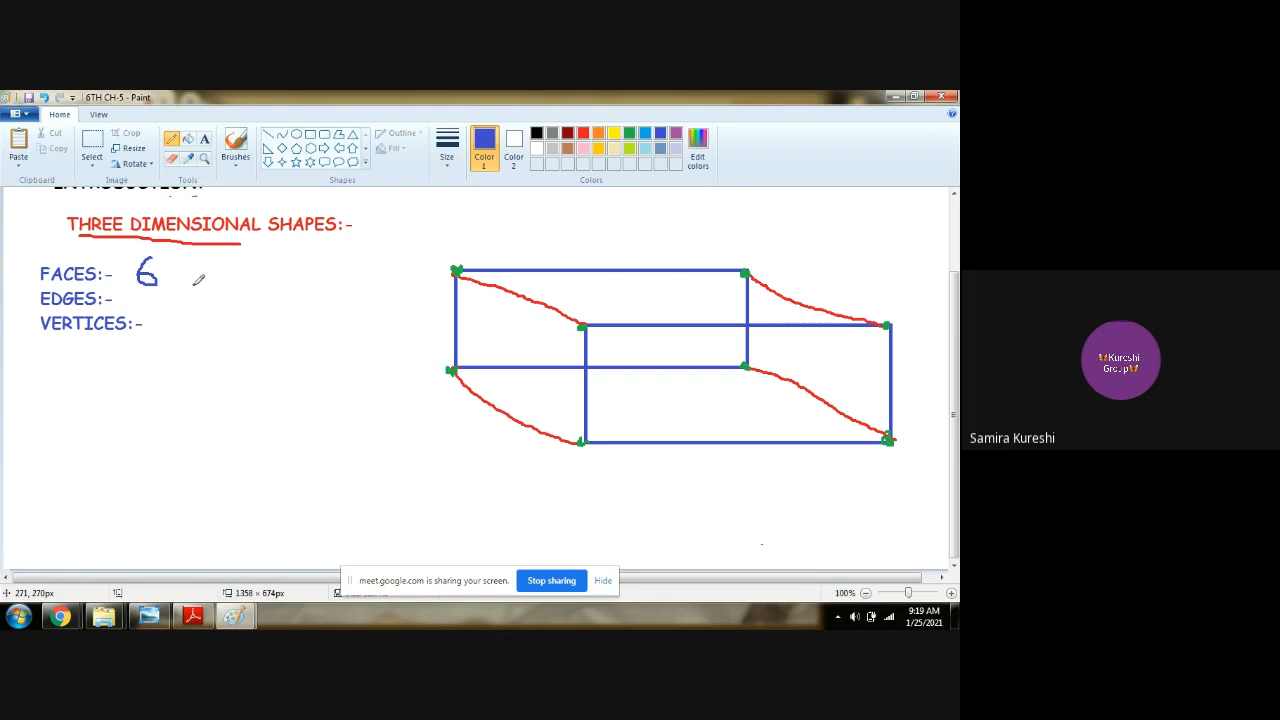 6TH CH-5 - Paint
Home
View
Paste
Cut
Copy
Clipboard
Select
Crop
Resize
Rotate
Image
A
Tools
Brushes
Outline
Fill
Shapes
Size
Color 1
Color 2
Edit colors
Colors
INTRODUCTION:
THREE DIMENSIONAL SHAPES:-
FACES:- 6
EDGES:-
VERTICES:-
meet.google.com is sharing your screen.
Stop sharing
Hide
271, 270px
1358 × 674px
100%
9:19 AM
1/25/2021
Kureshi
Group
Samira Kureshi